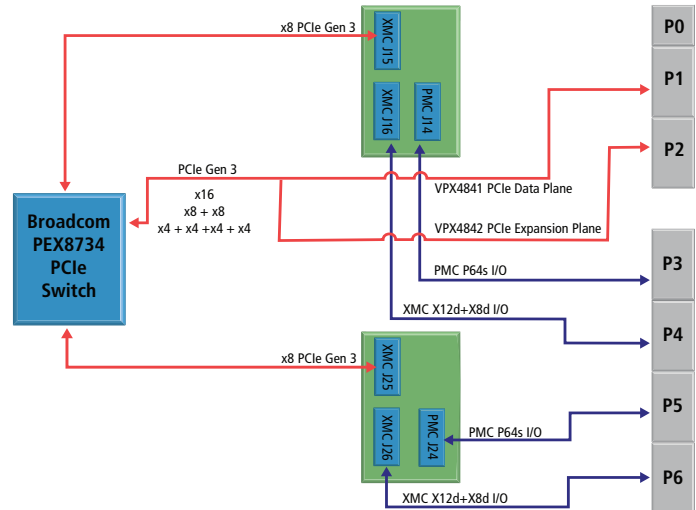 x8 PCIe Gen 3
XMC J15
XMC J16
PMC J14
P0
P1
P2
PCIe Gen 3
x16
x8 + x8
x4 + x4 +x4 + x4
VPX4841 PCIe Data Plane
VPX4842 PCIe Expansion Plane
Broadcom
PEX8734
PCIe
Switch
PMC P64s I/O
XMC X12d+X8d I/O
P3
P4
x8 PCIe Gen 3
XMC J25
XMC J26
PMC J24
PMC P64s I/O
XMC X12d+X8d I/O
P5
P6